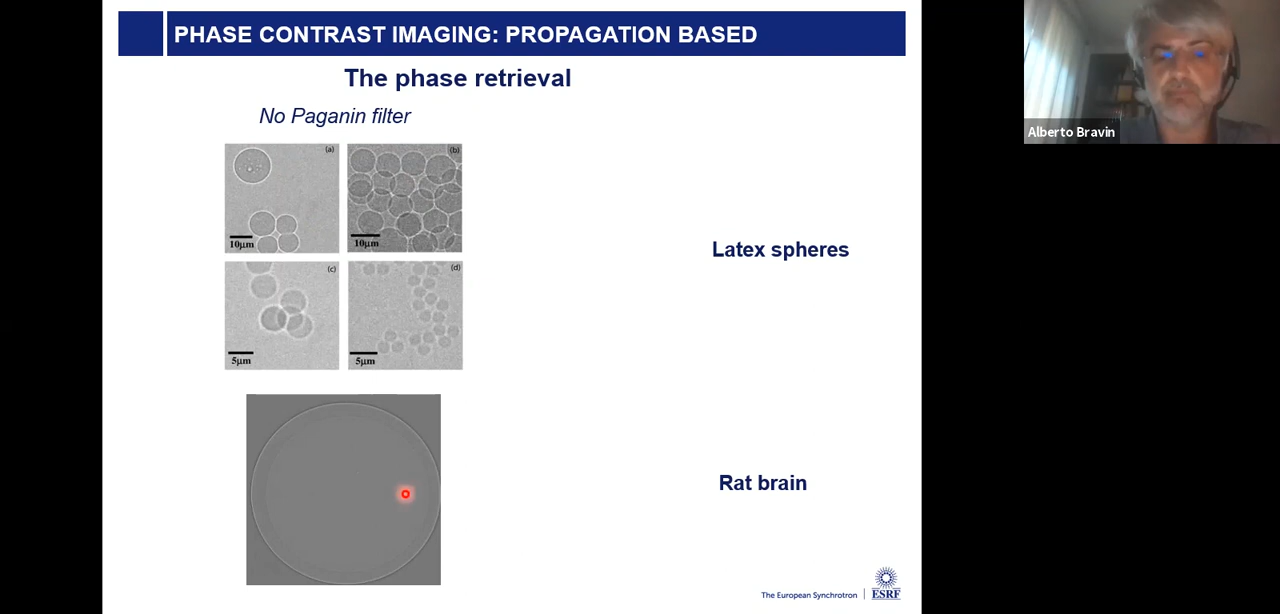 PHASE CONTRAST IMAGING: PROPAGATION BASED
The phase retrieval
No Paganin filter
(a)
(b)
10μm
10μm
(c)
(d)
5μm
5μm
Latex spheres
Rat brain
The European Synchrotron
ESRF
Alberto Bravin